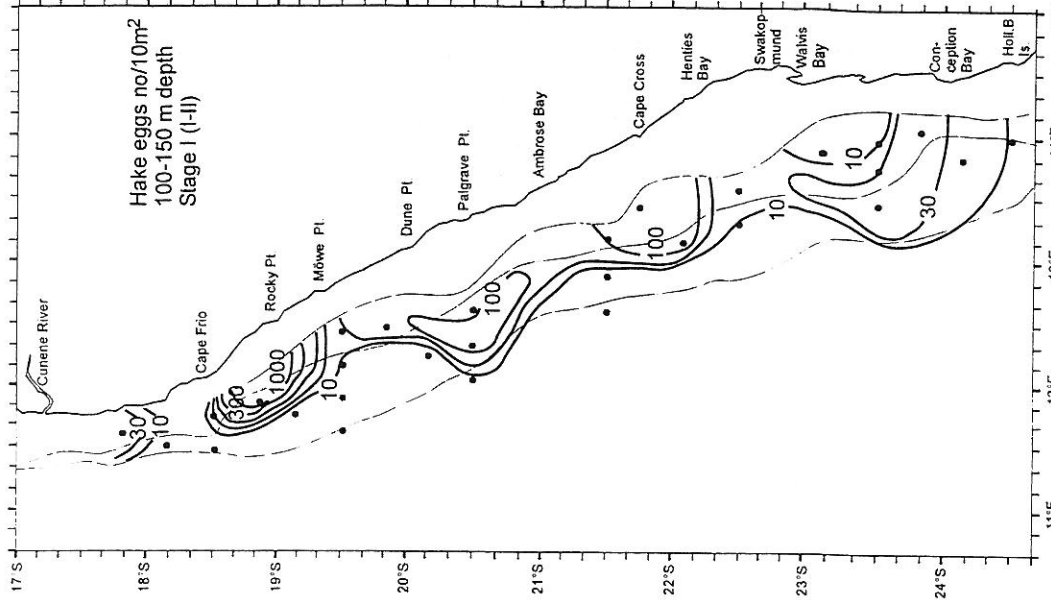 Hake eggs no/10m²
100-150 m depth
Stage I (I-II)
Cunene River
Cape Frio
Rocky Pt
Möwe Pt.
Dune Pt
Palgrave Pt.
Ambrose Bay
Cape Cross
Henties
Bay
Swakop
mund
Walvis
Bay
Con-
ception
Bay
Holl.B
Is.
30
10
300
1000
10
100
100
10
10
30
17°S
18°S
19°S
20°S
21°S
22°S
23°S
24°S
11°E